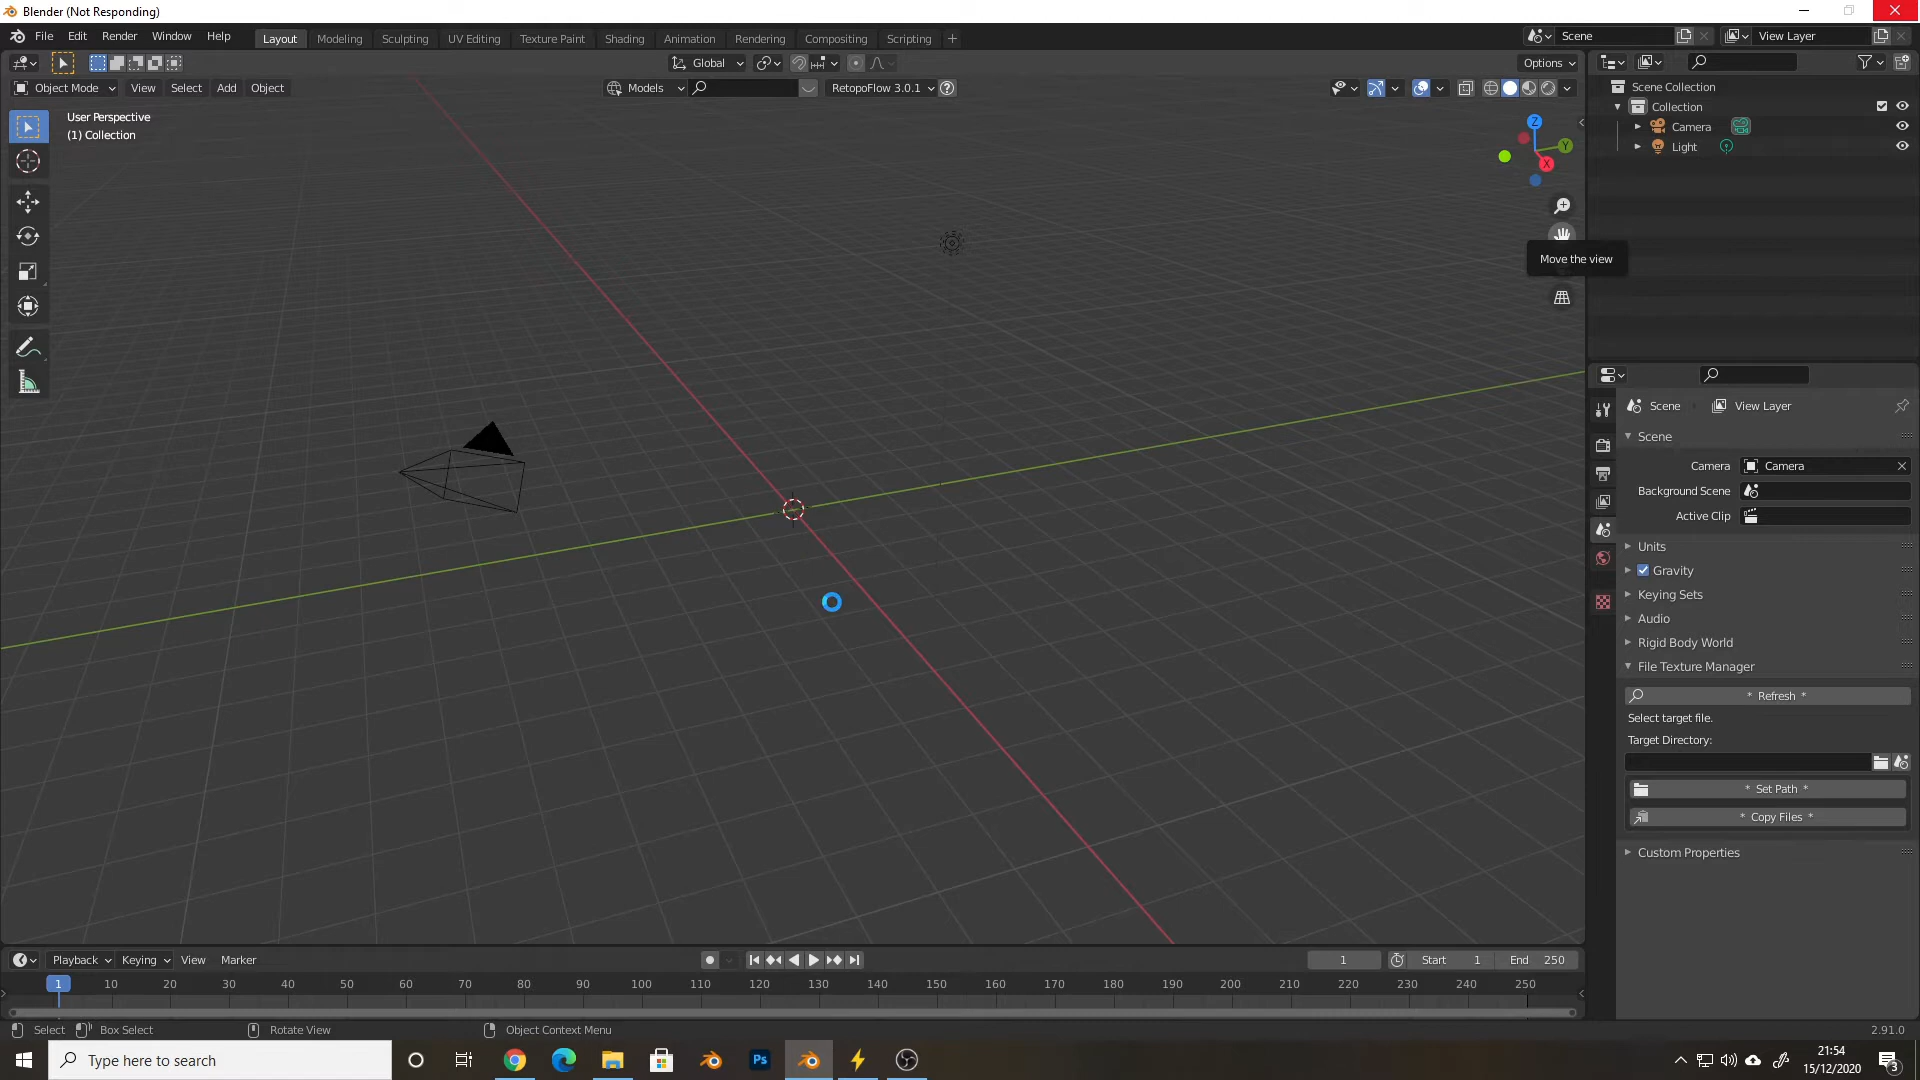 Blender (Not Responding)
File Edit Render Window Help
Layout Modeling Sculpting UV Editing Texture Paint Shading Animation Rendering Compositing Scripting +
Scene
View Layer
Global
Options
Object Mode View Select Add Object
Models
RetopoFlow 3.0.1
User Perspective
(1) Collection
Z
Y
X
Move the view
Scene Collection
Collection
Camera
Light
Scene View Layer
Scene
Camera Camera
Background Scene
Active Clip
Units
Gravity
Keying Sets
Audio
Rigid Body World
File Texture Manager
* Refresh *
Select target file.
Target Directory:
* Set Path *
* Copy Files *
Custom Properties
Playback Keying View Marker
1 Start 1 End 250
1 10 20 30 40 50 60 70 80 90 100 110 120 130 140 150 160 170 180 190 200 210 220 230 240 250
Select Box Select Rotate View Object Context Menu
2.91.0
Type here to search
Ps
21:54
15/12/2020
3